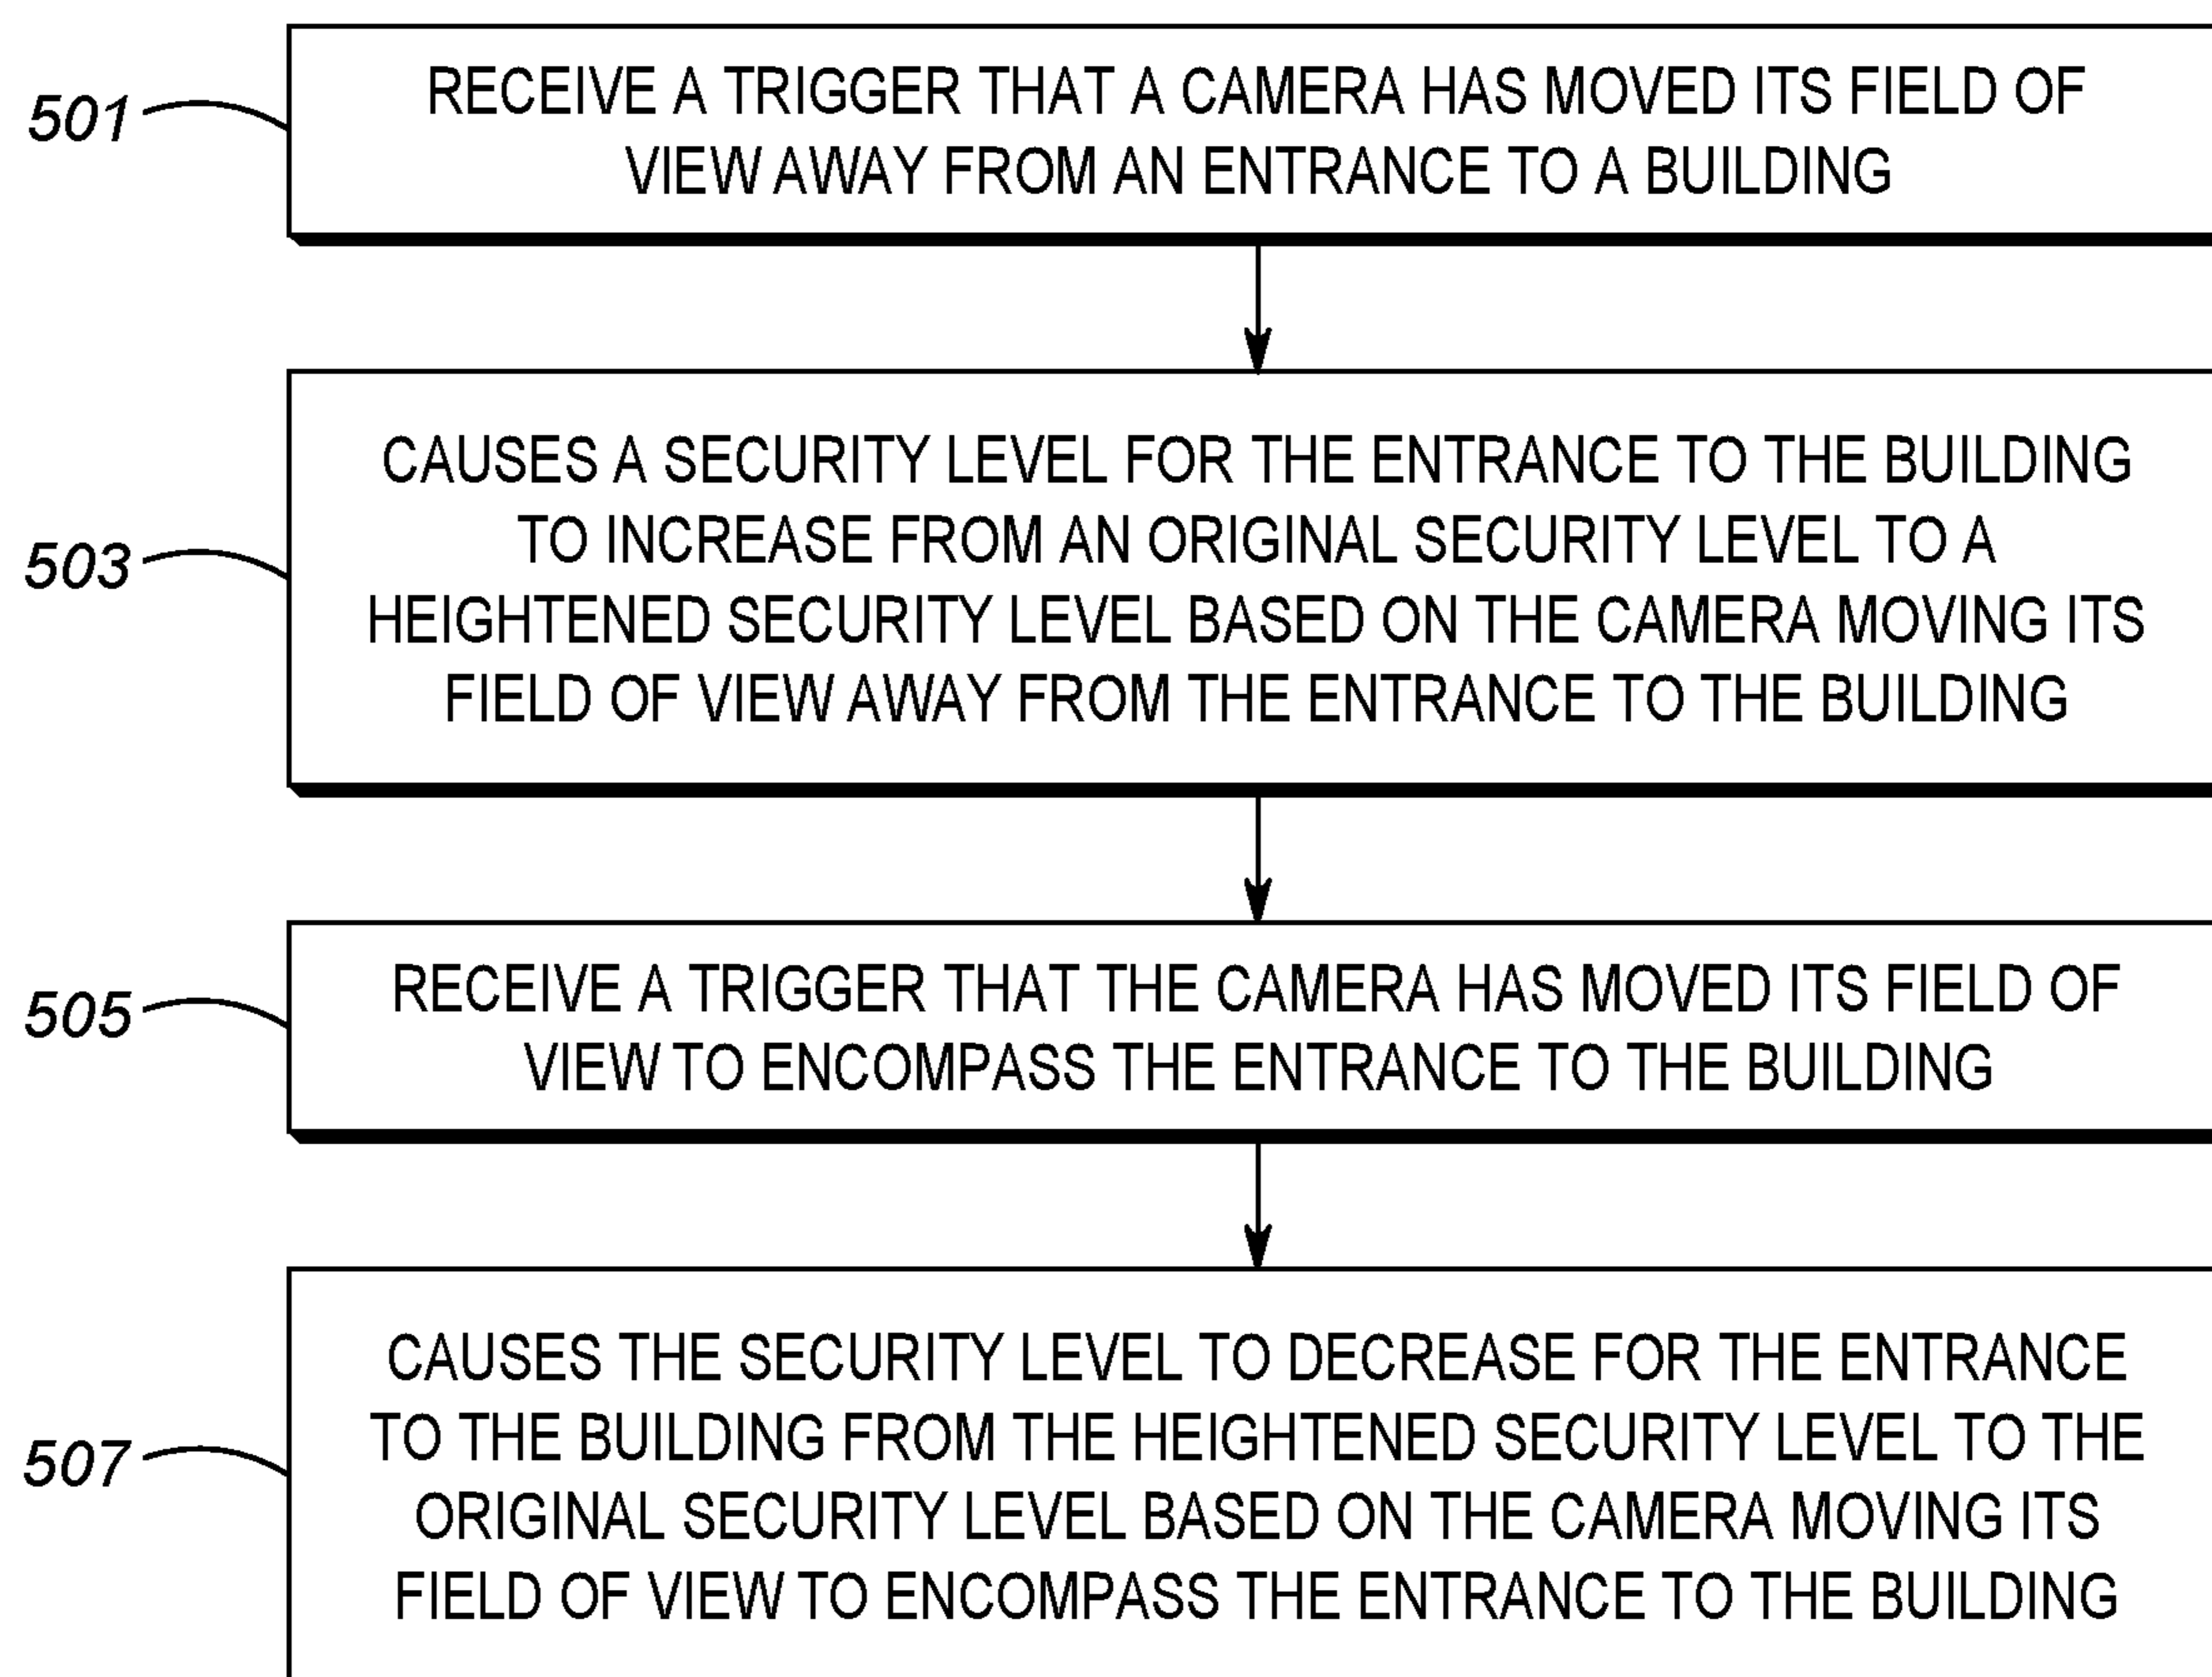 501
RECEIVE A TRIGGER THAT A CAMERA HAS MOVED ITS FIELD OF
VIEW AWAY FROM AN ENTRANCE TO A BUILDING
503
CAUSES A SECURITY LEVEL FOR THE ENTRANCE TO THE BUILDING
TO INCREASE FROM AN ORIGINAL SECURITY LEVEL TO A
HEIGHTENED SECURITY LEVEL BASED ON THE CAMERA MOVING ITS
FIELD OF VIEW AWAY FROM THE ENTRANCE TO THE BUILDING
505
RECEIVE A TRIGGER THAT THE CAMERA HAS MOVED ITS FIELD OF
VIEW TO ENCOMPASS THE ENTRANCE TO THE BUILDING
507
CAUSES THE SECURITY LEVEL TO DECREASE FOR THE ENTRANCE
TO THE BUILDING FROM THE HEIGHTENED SECURITY LEVEL TO THE
ORIGINAL SECURITY LEVEL BASED ON THE CAMERA MOVING ITS
FIELD OF VIEW TO ENCOMPASS THE ENTRANCE TO THE BUILDING